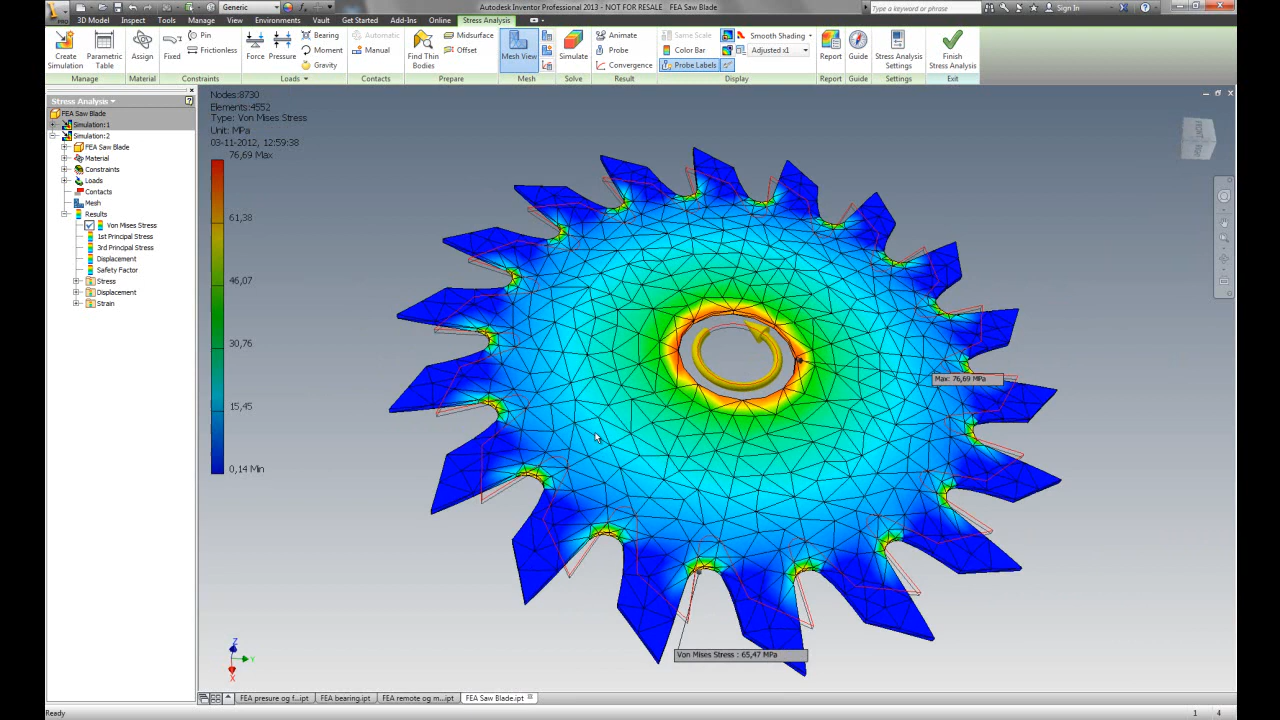 Generic
Autodesk Inventor Professional 2013 - NOT FOR RESALE - FEA Saw Blade
Type a keyword or phrase
Sign In
PRO
3D Model Inspect Tools Manage View Environments Vault Get Started Add-Ins Online Stress Analysis
Create Simulation
Parametric Table
Manage
Assign
Material
Fixed
Pin
Frictionless
Constraints
Force
Pressure
Bearing
Moment
Gravity
Loads
Automatic
Manual
Contacts
Find Thin Bodies
Midsurface
Offset
Prepare
Mesh View
Mesh
Simulate
Solve
Animate
Probe
Convergence
Result
Same Scale
Color Bar
Probe Labels
Smooth Shading
Adjusted x1
Display
Report
Report
Guide
Guide
Stress Analysis Settings
Settings
Finish Stress Analysis
Exit
Stress Analysis
FEA Saw Blade
Simulation:1
Simulation:2
FEA Saw Blade
Material
Constraints
Loads
Contacts
Mesh
Results
Von Mises Stress
1st Principal Stress
3rd Principal Stress
Displacement
Safety Factor
Stress
Displacement
Strain
Nodes:8730
Elements:4552
Type: Von Mises Stress
Unit: MPa
03-11-2012, 12:59:38
76,69 Max
61,38
46,07
30,76
15,45
0,14 Min
Max: 76,69 MPa
Von Mises Stress : 65,47 MPa
Z
Y
X
FEA presure og f...ipt
FEA bearing.ipt
FEA remote og m...ipt
FEA Saw Blade.ipt
Ready
1 4